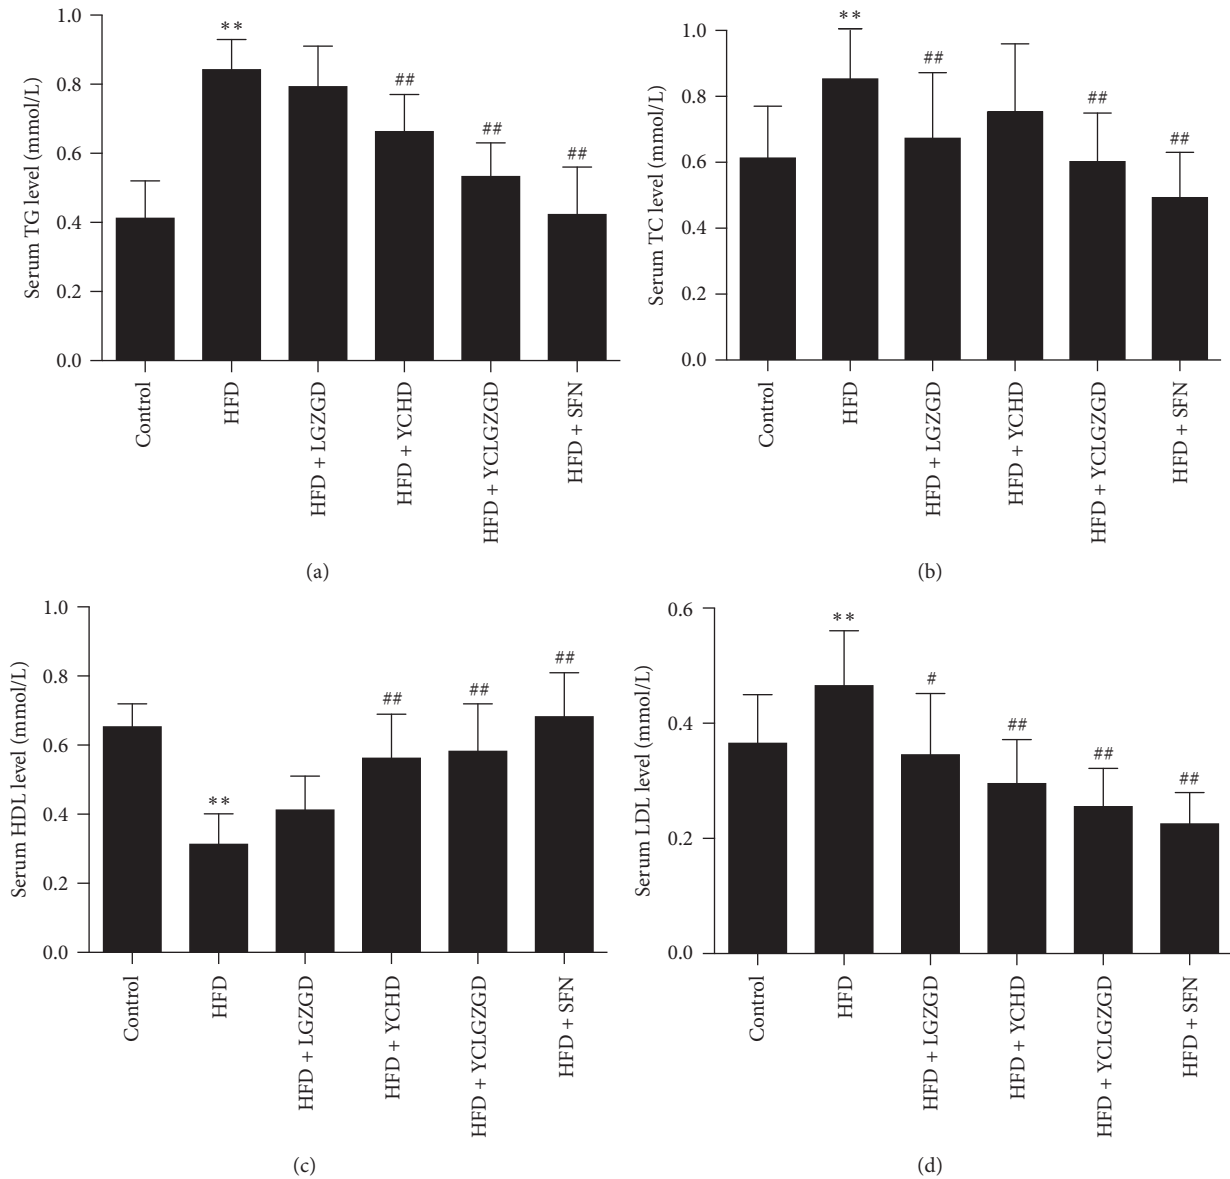 Serum TG level (mmol/L)
1.0
0.8
0.6
0.4
0.2
0.0
**
##
##
##
Control
HFD
HFD + LGZGD
HFD + YCHD
HFD + YCLGZGD
HFD + SFN
(a)
Serum TC level (mmol/L)
1.0
0.8
0.6
0.4
0.2
0.0
**
##
##
##
Control
HFD
HFD + LGZGD
HFD + YCHD
HFD + YCLGZGD
HFD + SFN
(b)
Serum HDL level (mmol/L)
1.0
0.8
0.6
0.4
0.2
0.0
**
##
##
##
Control
HFD
HFD + LGZGD
HFD + YCHD
HFD + YCLGZGD
HFD + SFN
(c)
Serum LDL level (mmol/L)
0.6
0.4
0.2
0.0
**
#
##
##
##
Control
HFD
HFD + LGZGD
HFD + YCHD
HFD + YCLGZGD
HFD + SFN
(d)